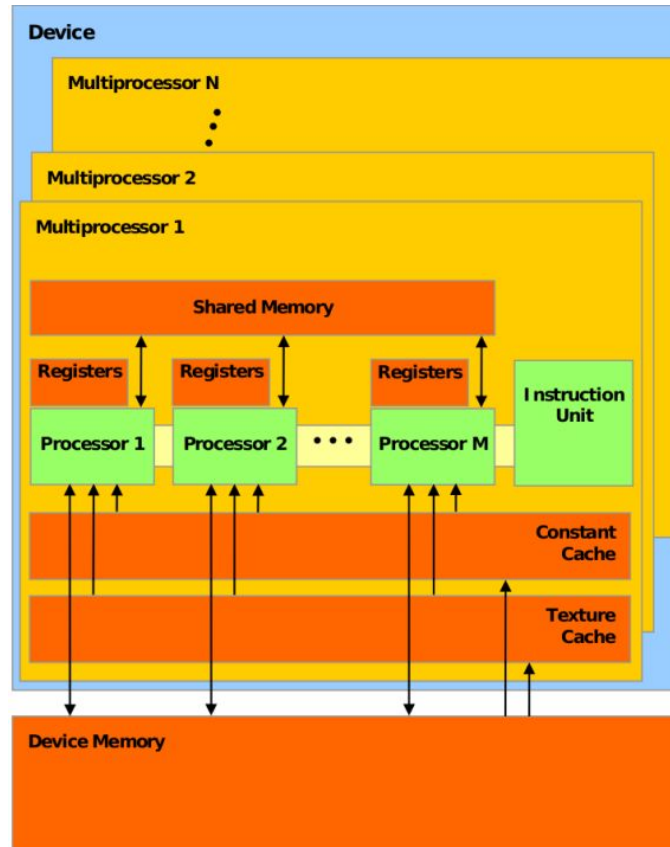 Device
Multiprocessor N
Multiprocessor 2
Multiprocessor 1
Shared Memory
Registers
Registers
Registers
Instruction
Unit
Processor 1
Processor 2
Processor M
Constant
Cache
Texture
Cache
Device Memory